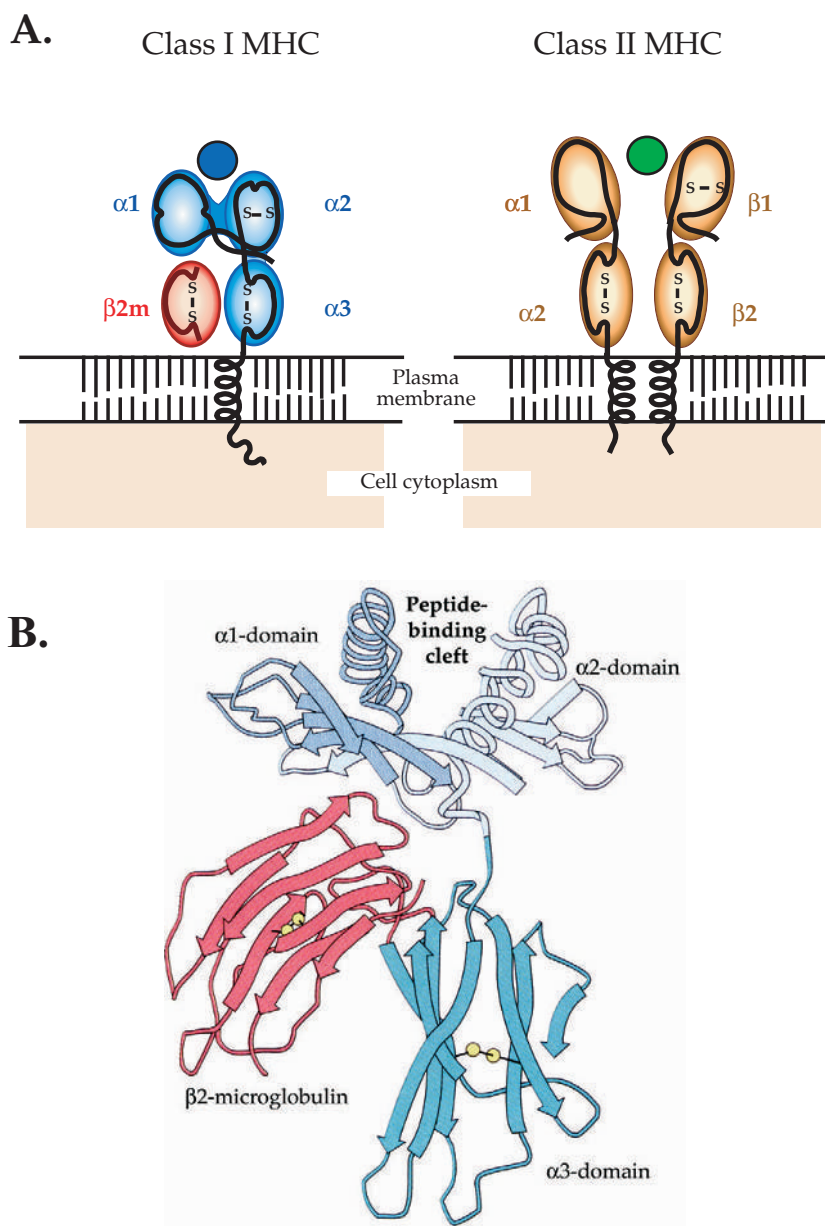 A.
Class I MHC
Class II MHC
α1
α2
S-S
β2m
S
S
S
S
α3
α1
S-S
β1
α2
S
S
S
S
β2
Plasma
membrane
Cell cytoplasm
B.
α1-domain
Peptide-
binding
cleft
α2-domain
β2-microglobulin
α3-domain